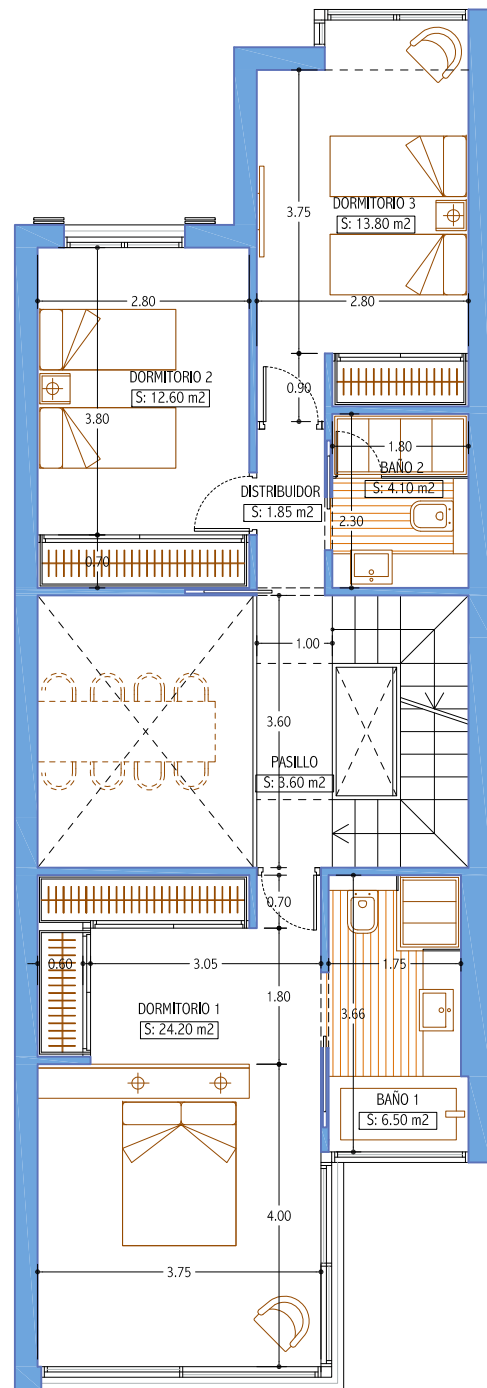 3.75
DORMITORIO 3
S: 13.80 m2
2.80
2.80
DORMITORIO 2
S: 12.60 m2
0.90
3.80
1.80
BAÑO 2
S: 4.10 m2
DISTRIBUIDOR
S: 1.85 m2
2.30
0.70
1.00
3.60
PASILLO
S: 3.60 m2
0.70
0.60
3.05
1.75
1.80
DORMITORIO 1
S: 24.20 m2
3.66
BAÑO 1
S: 6.50 m2
4.00
3.75